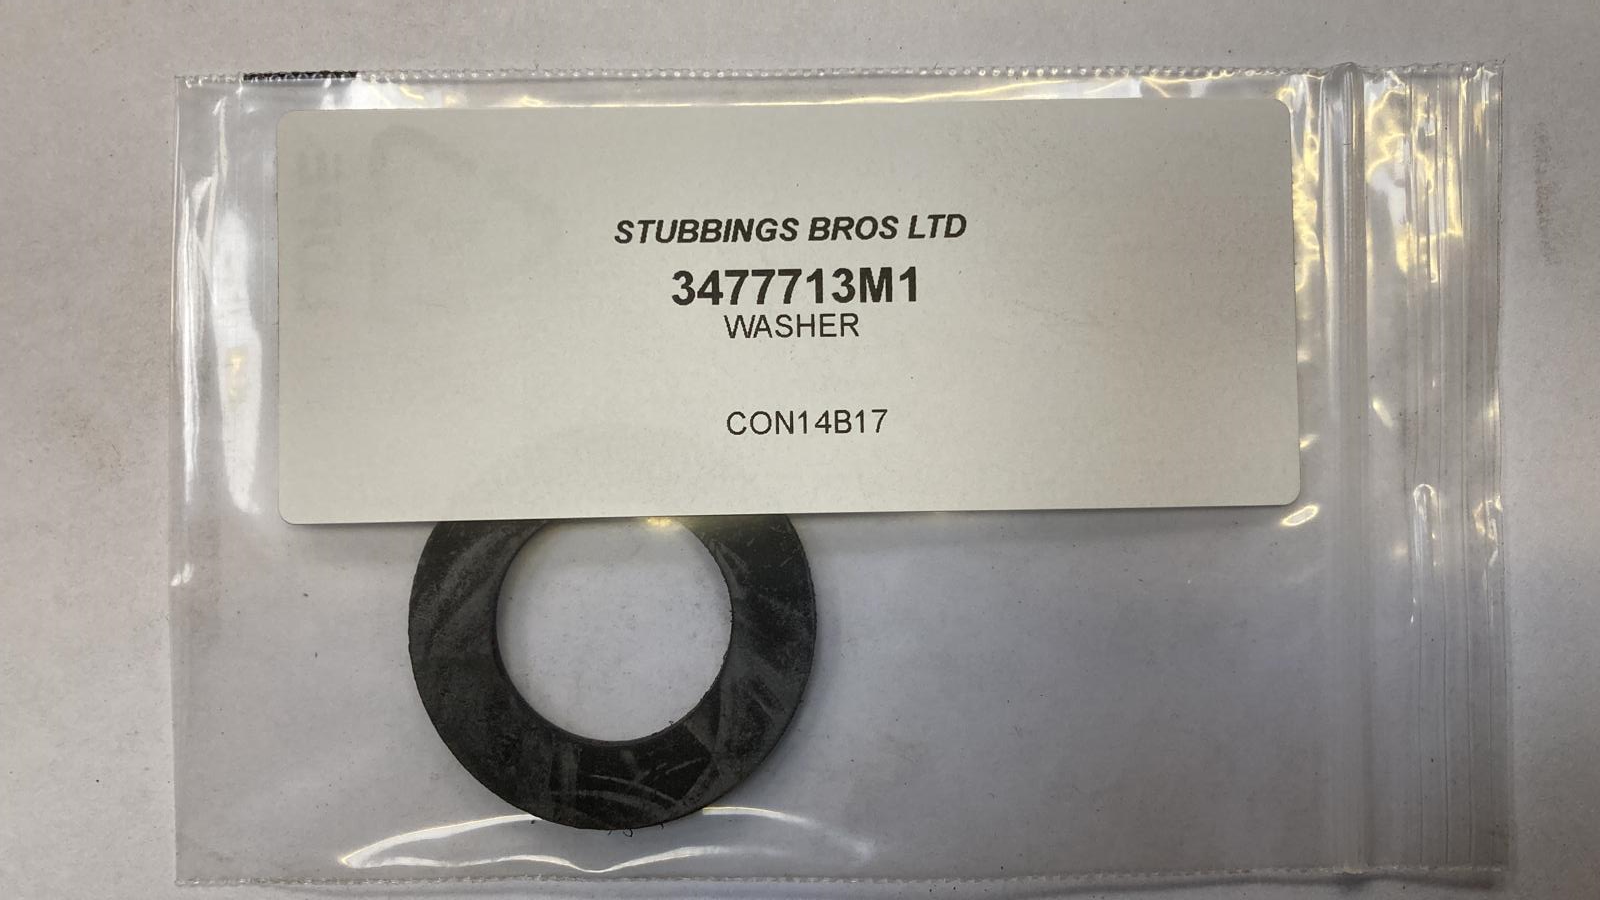 STUBBINGS BROS LTD
3477713M1
WASHER
CON14B17